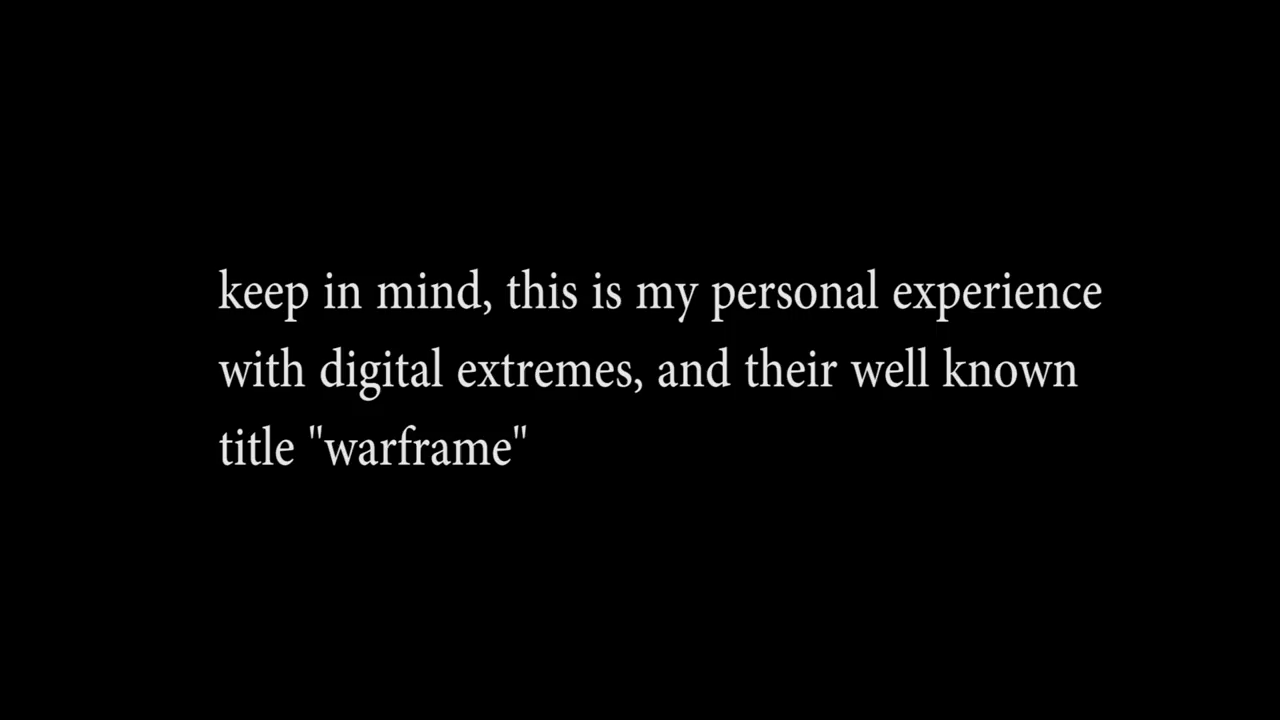 keep in mind, this is my personal experience
with digital extremes, and their well known
title "warframe"